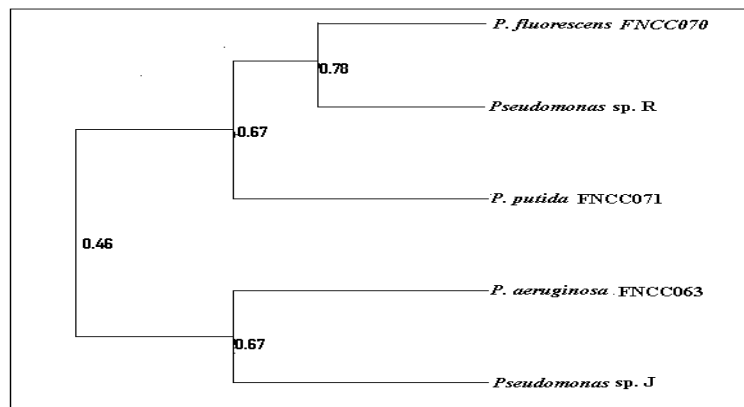 P. fluorescens FNCC070
0.78
Pseudomonas sp. R
0.67
P. putida FNCC071
0.46
P. aeruginosa FNCC063
0.67
Pseudomonas sp. J